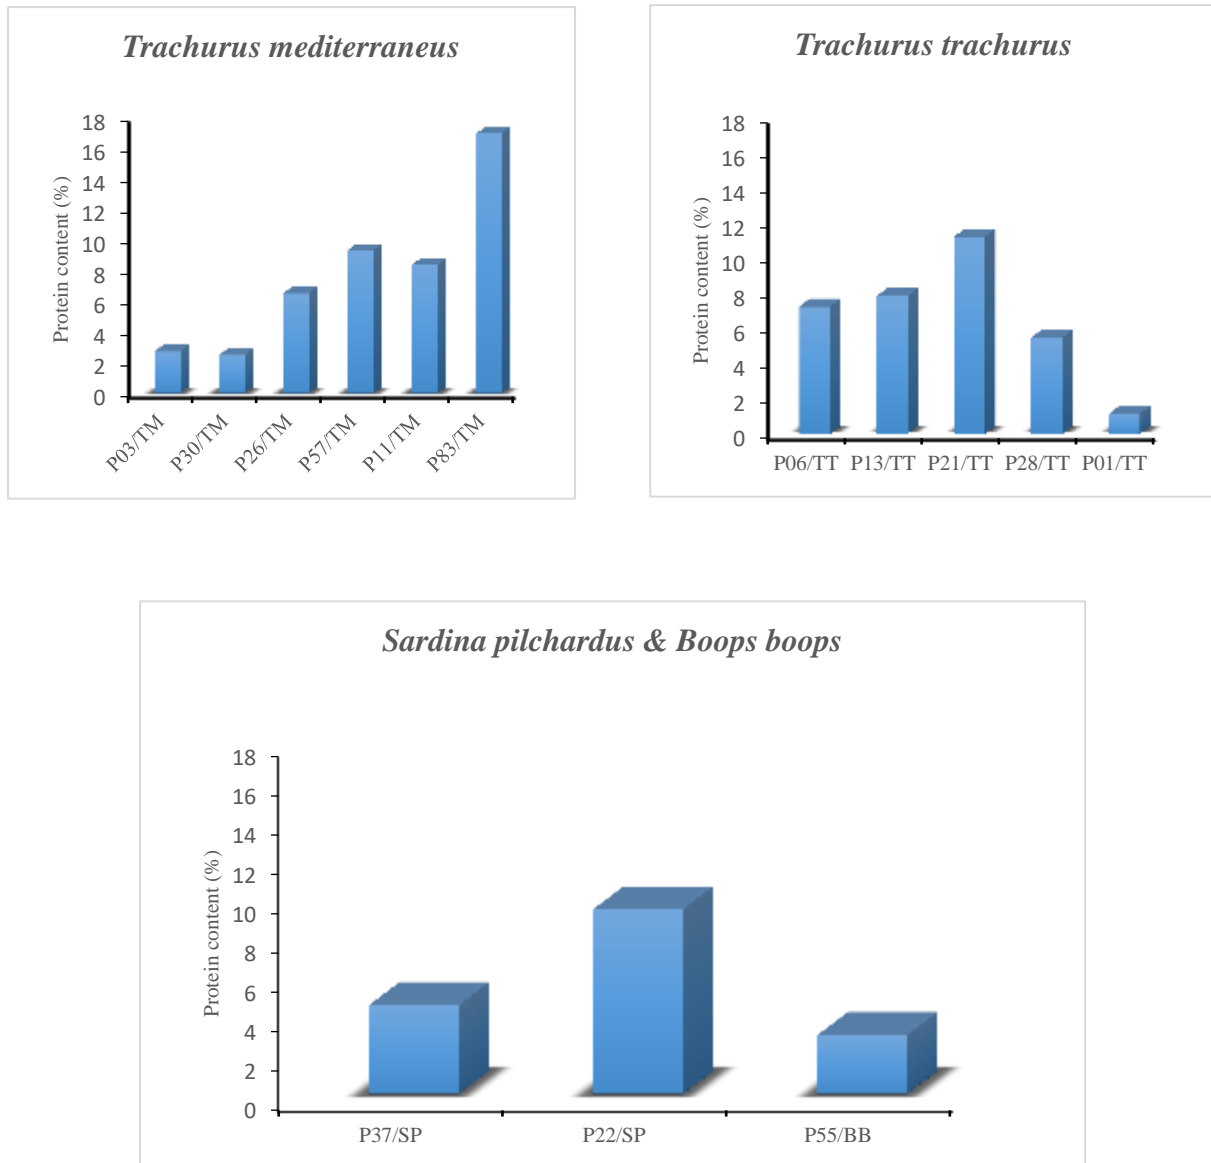 Trachurus mediterraneus
Protein content (%)
18
16
14
12
10
8
6
4
2
0
P03/TM
P30/TM
P26/TM
P57/TM
P11/TM
P83/TM
Trachurus trachurus
Protein content (%)
18
16
14
12
10
8
6
4
2
0
P06/TT P13/TT P21/TT P28/TT P01/TT
Sardina pilchardus & Boops boops
Protein content (%)
18
16
14
12
10
8
6
4
2
0
P37/SP P22/SP P55/BB